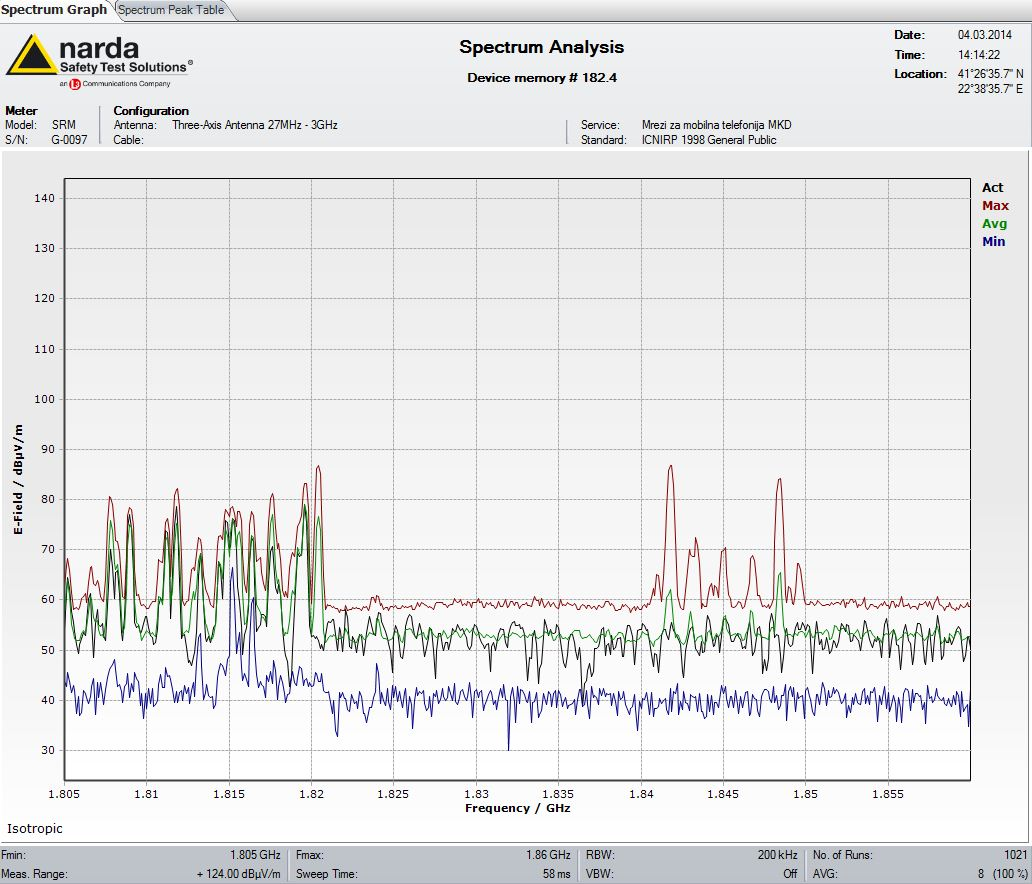 Spectrum Graph Spectrum Peak Table
narda
Safety Test Solutions®
an L3 Communications Company
Spectrum Analysis
Device memory # 182.4
Date: 04.03.2014
Time: 14:14:22
Location: 41°26'35.7" N
22°38'35.7" E
Meter
Model: SRM
S/N: G-0097
Configuration
Antenna: Three-Axis Antenna 27MHz - 3GHz
Cable:
Service: Mrezi za mobilna telefonija MKD
Standard: ICNIRP 1998 General Public
E-Field / dBµV/m
140
130
120
110
100
90
80
70
60
50
40
30
Act
Max
Avg
Min
1.805 1.81 1.815 1.82 1.825 1.83 1.835 1.84 1.845 1.85 1.855
Frequency / GHz
Isotropic
Fmin: 1.805 GHz Fmax: 1.86 GHz RBW: 200 kHz No. of Runs: 1021
Meas. Range: + 124.00 dBµV/m Sweep Time: 58 ms VBW: Off AVG: 8 (100 %)